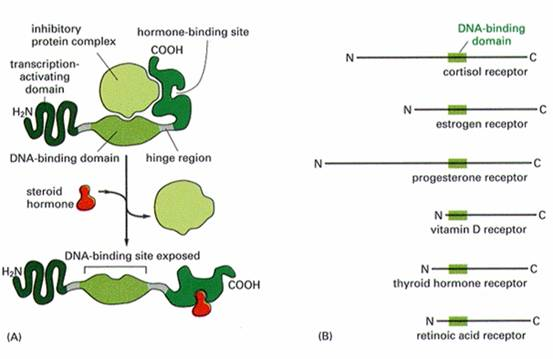 inhibitory
protein complex
hormone-binding site
COOH
transcription-
activating
domain
H₂N
DNA-binding domain
hinge region
steroid
hormone
DNA-binding site exposed
H₂N
COOH
(A)
DNA-binding
domain
N
C
cortisol receptor
N
C
estrogen receptor
N
C
progesterone receptor
N
C
vitamin D receptor
N
C
thyroid hormone receptor
N
C
retinoic acid receptor
(B)